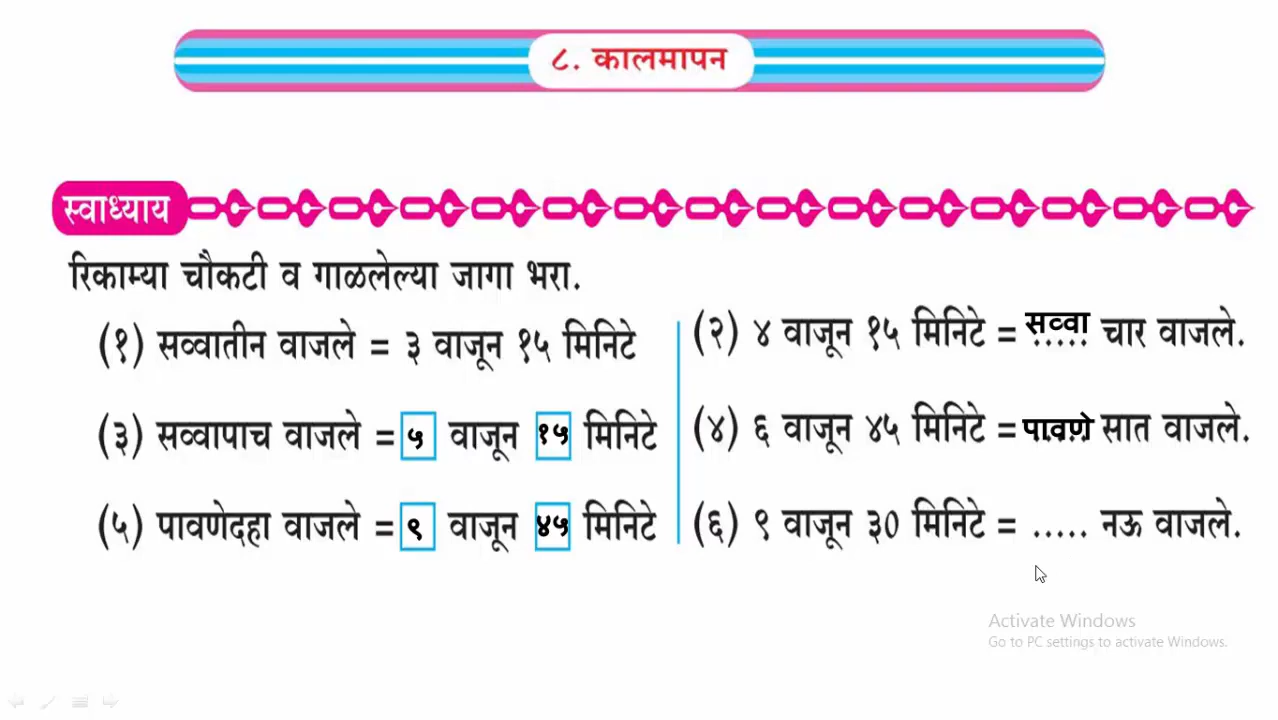 ८. कालमापन
स्वाध्याय
रिकाम्या चौकटी व गाळलेल्या जागा भरा.
(१) सव्वातीन वाजले = ३ वाजून १५ मिनिटे
(२) ४ वाजून १५ मिनिटे = सव्वा ..... चार वाजले.
(३) सव्वापाच वाजले = ५ वाजून १५ मिनिटे
(४) ६ वाजून ४५ मिनिटे = पावणे सात वाजले.
(५) पावणेदहा वाजले = ९ वाजून ४५ मिनिटे
(६) ९ वाजून ३० मिनिटे = ..... नऊ वाजले.
Activate Windows
Go to PC settings to activate Windows.